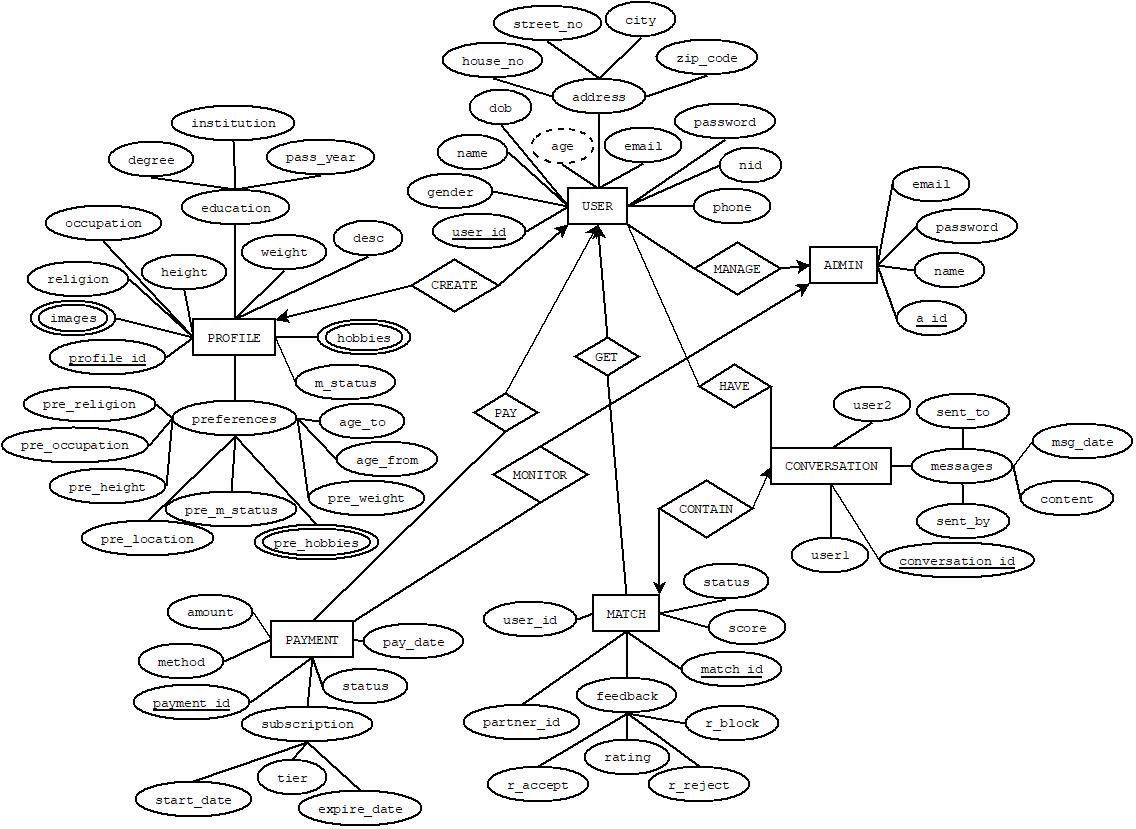 street_no
city
house_no
zip_code
address
dob
password
institution
age
email
name
degree
pass_year
nid
gender
education
USER
phone
email
occupation
user_id
password
desc
weight
religion
height
CREATE
MANAGE
ADMIN
name
images
a_id
PROFILE
hobbies
profile_id
GET
m_status
HAVE
pre_religion
preferences
age_to
PAY
user2
sent_to
pre_occupation
age_from
msg_date
MONITOR
CONVERSATION
messages
pre_height
pre_weight
content
pre_m_status
CONTAIN
sent_by
pre_location
pre_hobbies
user1
conversation_id
status
amount
user_id
MATCH
score
PAYMENT
pay_date
method
match_id
status
feedback
payment_id
subscription
partner_id
r_block
rating
tier
r_accept
r_reject
start_date
expire_date